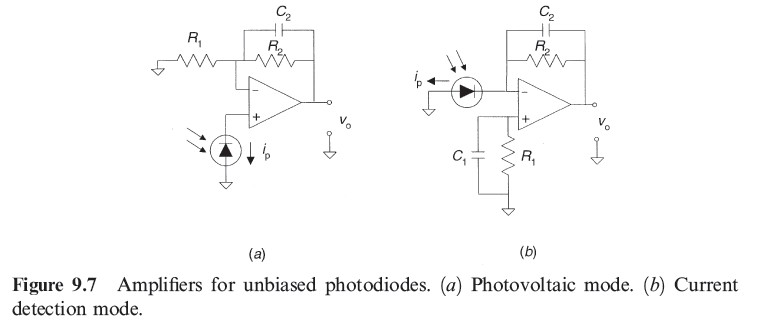 C2
R1
R2
−
+
vo
ip
(a)
C2
R2
ip
−
+
vo
C1
R1
(b)
Figure 9.7 Amplifiers for unbiased photodiodes. (a) Photovoltaic mode. (b) Current
detection mode.